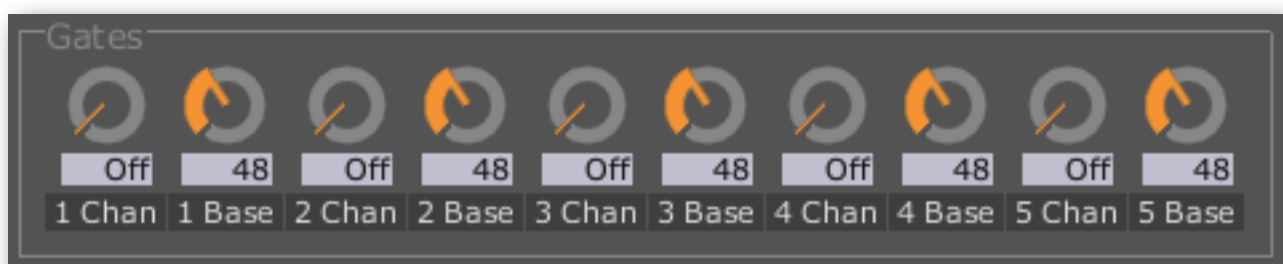 Gates
Off 48 Off 48 Off 48 Off 48 Off 48
1 Chan 1 Base 2 Chan 2 Base 3 Chan 3 Base 4 Chan 4 Base 5 Chan 5 Base